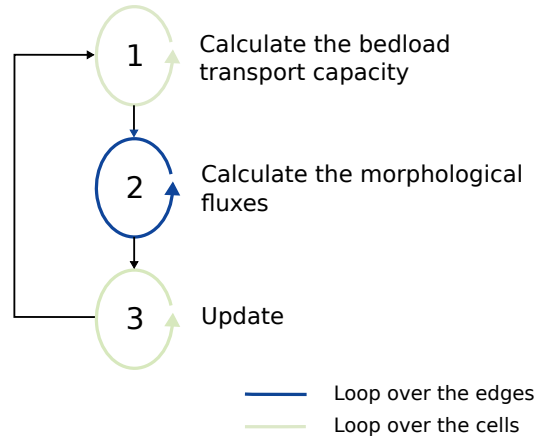 1
Calculate the bedload
transport capacity
2
Calculate the morphological
fluxes
3
Update
Loop over the edges
Loop over the cells